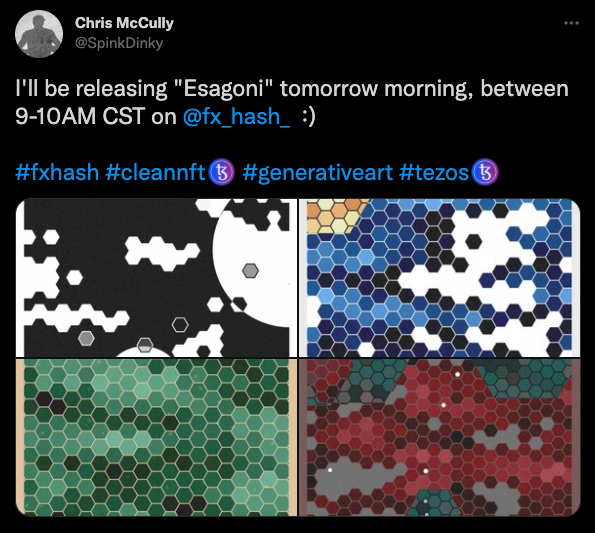 Chris McCully
@SpinkDinky
I'll be releasing "Esagoni" tomorrow morning, between
9-10AM CST on @fx_hash_ :)
#fxhash #cleannft #generativeart #tezos